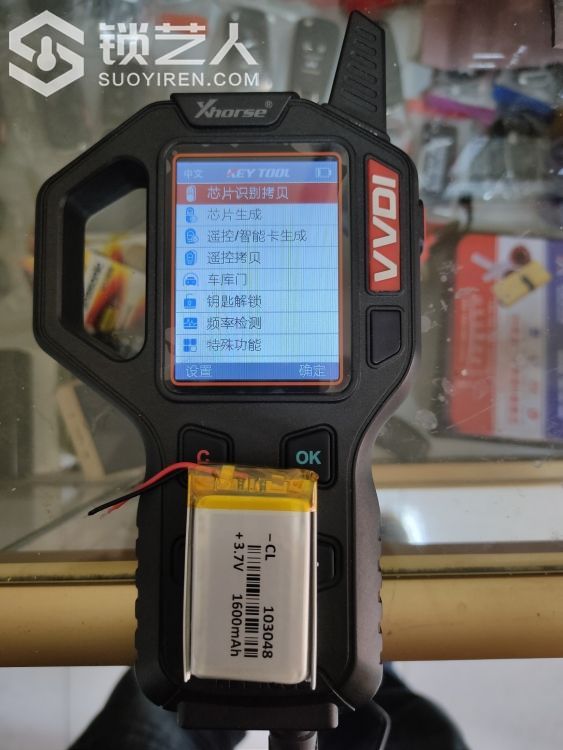 锁艺人
SUOYIREN.COM
Xhorse®
中文 KEY TOOL
芯片识别拷贝
芯片生成
遥控/智能卡生成
遥控拷贝
车库门
钥匙解锁
频率检测
特殊功能
设置 确定
VVDI
C OK
-CL 103048
+3.7V 1600mAh